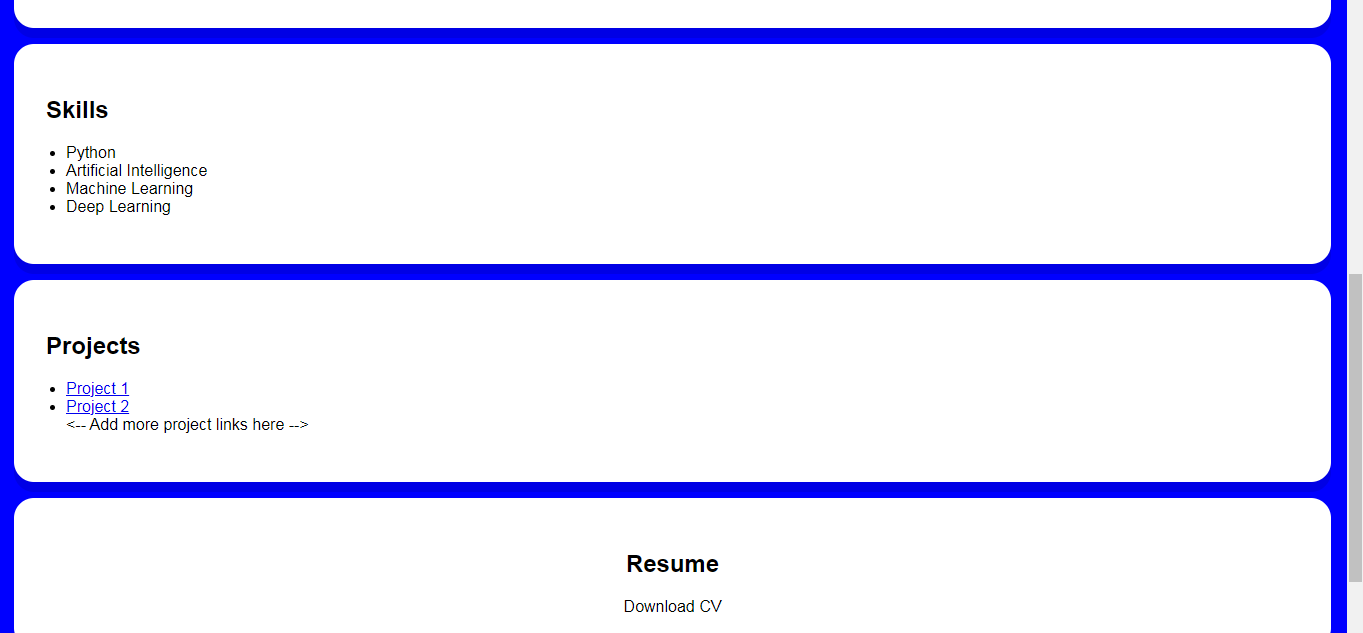 Skills
Python
Artificial Intelligence
Machine Learning
Deep Learning
Projects
Project 1
Project 2
<-- Add more project links here -->
Resume
Download CV